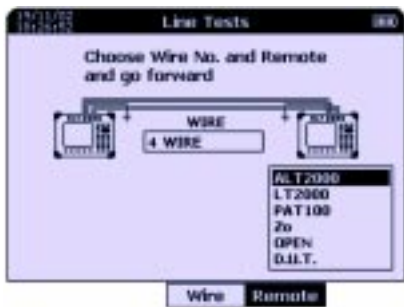 Line Tests
Choose Wire No. and Remote
and go forward
WIRE
4 WIRE
ALT2000
LT2000
PAT100
Zo
OPEN
D.U.T.
Wire Remote